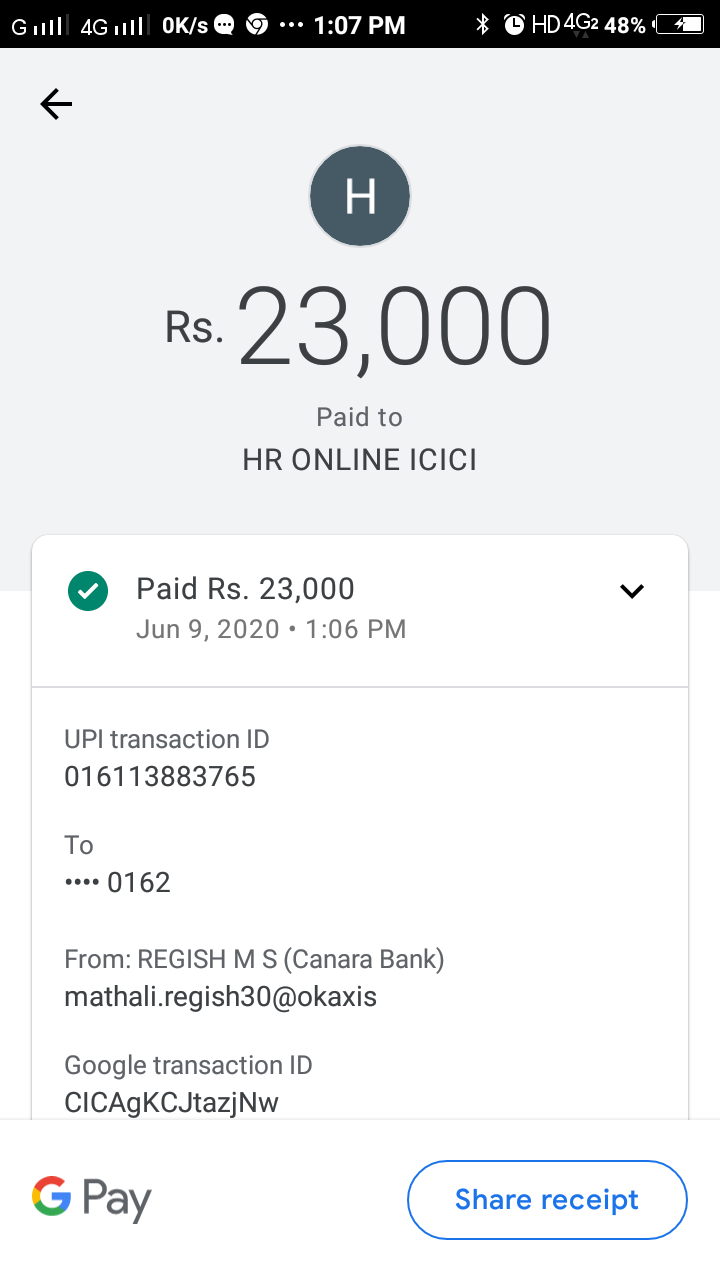 G 4G 0K/s 1:07 PM HD 4G2 48%
H
Rs. 23,000
Paid to
HR ONLINE ICICI
Paid Rs. 23,000
Jun 9, 2020 • 1:06 PM
UPI transaction ID
016113883765
To
•••• 0162
From: REGISH M S (Canara Bank)
mathali.regish30@okaxis
Google transaction ID
CICAgKCJtazjNw
G Pay
Share receipt